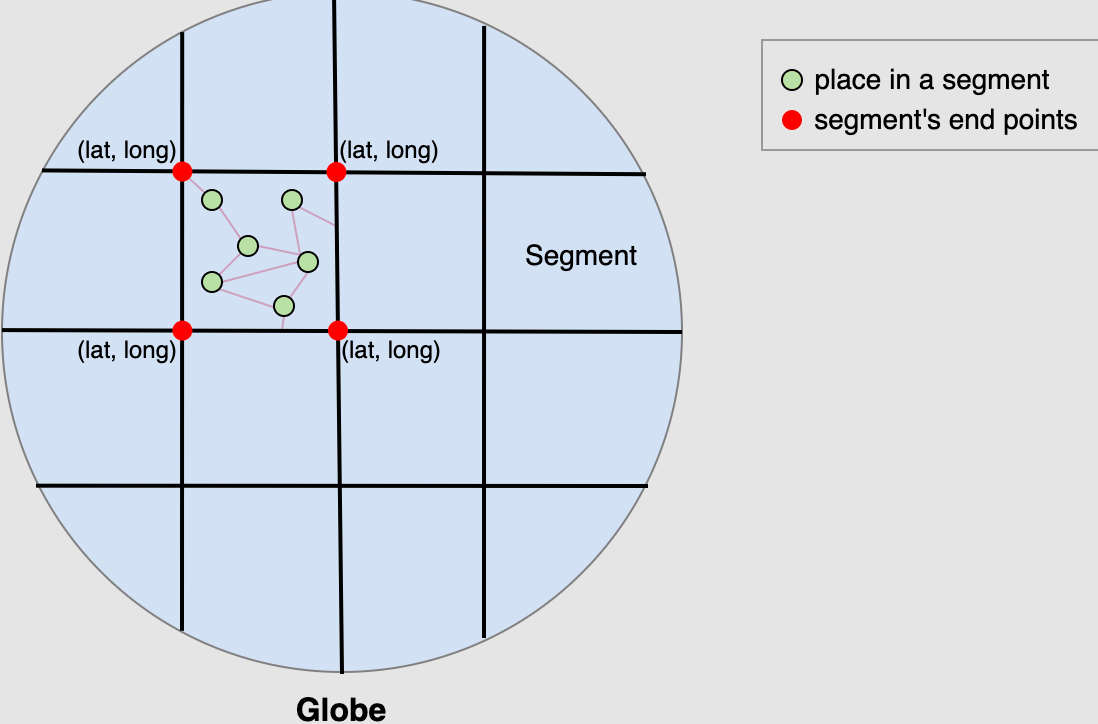 place in a segment
segment's end points
(lat, long)
(lat, long)
Segment
(lat, long)
(lat, long)
Globe